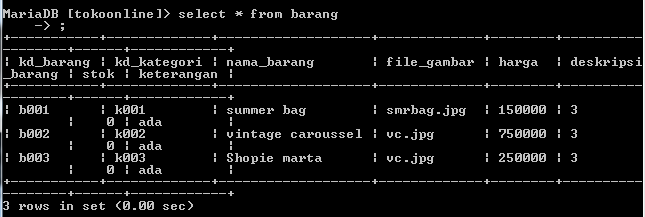 MariaDB [tokoonline]> select * from barang
    -> ;
+-----------+-------------+-------------------+-------------+--------+----------
--------+------+------------+
| kd_barang | kd_kategori | nama_barang       | file_gambar | harga  | deskripsi
_barang | stok | keterangan |
+-----------+-------------+-------------------+-------------+--------+----------
--------+------+------------+
| b001      | k001        | summer bag        | smrbag.jpg  | 150000 | 3
        |    0 | ada        |
| b002      | k002        | vintage caroussel | vc.jpg      | 750000 | 3
        |    0 | ada        |
| b003      | k003        | Shopie marta      | vc.jpg      | 250000 | 3
        |    0 | ada        |
+-----------+-------------+-------------------+-------------+--------+----------
--------+------+------------+
3 rows in set (0.00 sec)